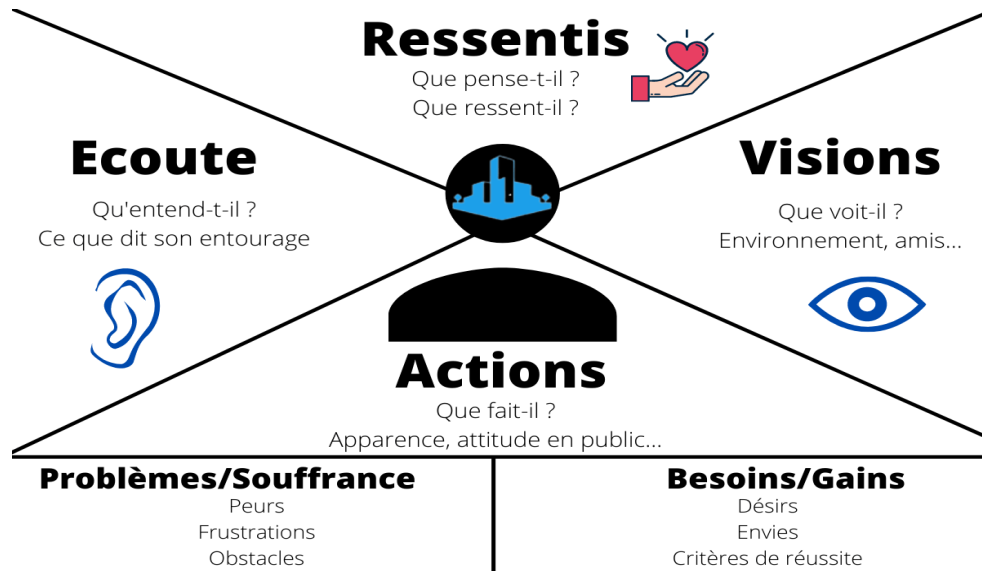 Ressentis
Que pense-t-il ?
Que ressent-il ?
Ecoute
Qu'entend-t-il ?
Ce que dit son entourage
Visions
Que voit-il ?
Environnement, amis...
Actions
Que fait-il ?
Apparence, attitude en public...
Problèmes/Souffrance
Peurs
Frustrations
Obstacles
Besoins/Gains
Désirs
Envies
Critères de réussite